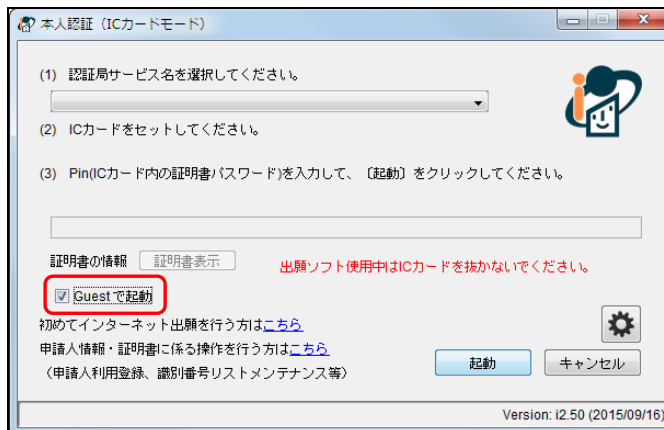 本人認証（ICカードモード）
(1) 認証局サービス名を選択してください。
(2) ICカードをセットしてください。
(3) Pin(ICカード内の証明書パスワード)を入力して、〔起動〕をクリックしてください。
証明書の情報 証明書表示 出願ソフト使用中はICカードを抜かないでください。
Guestで起動
初めてインターネット出願を行う方はこちら
申請人情報・証明書に係る操作を行う方はこちら
（申請人利用登録、識別番号リストメンテナンス等）
起動 キャンセル
Version: i2.50 (2015/09/16)